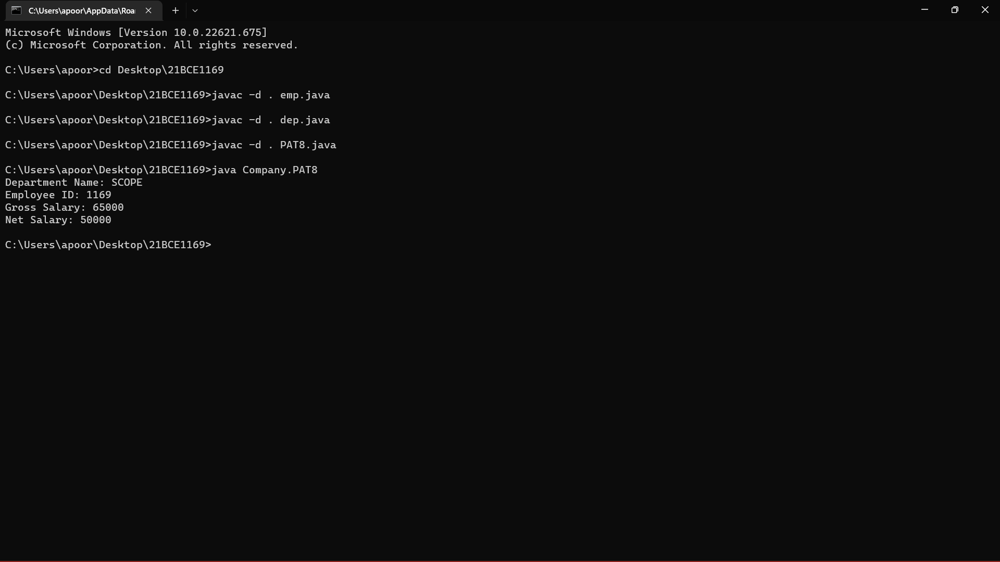 C:\Users\apoor\AppData\Roa
Microsoft Windows [Version 10.0.22621.675]
(c) Microsoft Corporation. All rights reserved.
C:\Users\apoor>cd Desktop\21BCE1169
C:\Users\apoor\Desktop\21BCE1169>javac -d . emp.java
C:\Users\apoor\Desktop\21BCE1169>javac -d . dep.java
C:\Users\apoor\Desktop\21BCE1169>javac -d . PAT8.java
C:\Users\apoor\Desktop\21BCE1169>java Company.PAT8
Department Name: SCOPE
Employee ID: 1169
Gross Salary: 65000
Net Salary: 50000
C:\Users\apoor\Desktop\21BCE1169>